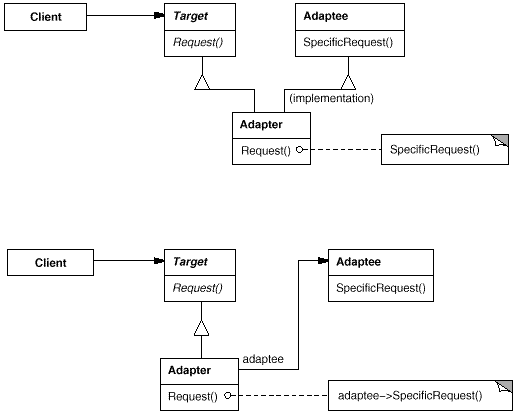 Client
Target
Adaptee
Request()
SpecificRequest()
(implementation)
Adapter
Request()
SpecificRequest()
Client
Target
Adaptee
Request()
SpecificRequest()
adaptee
Adapter
Request()
adaptee->SpecificRequest()